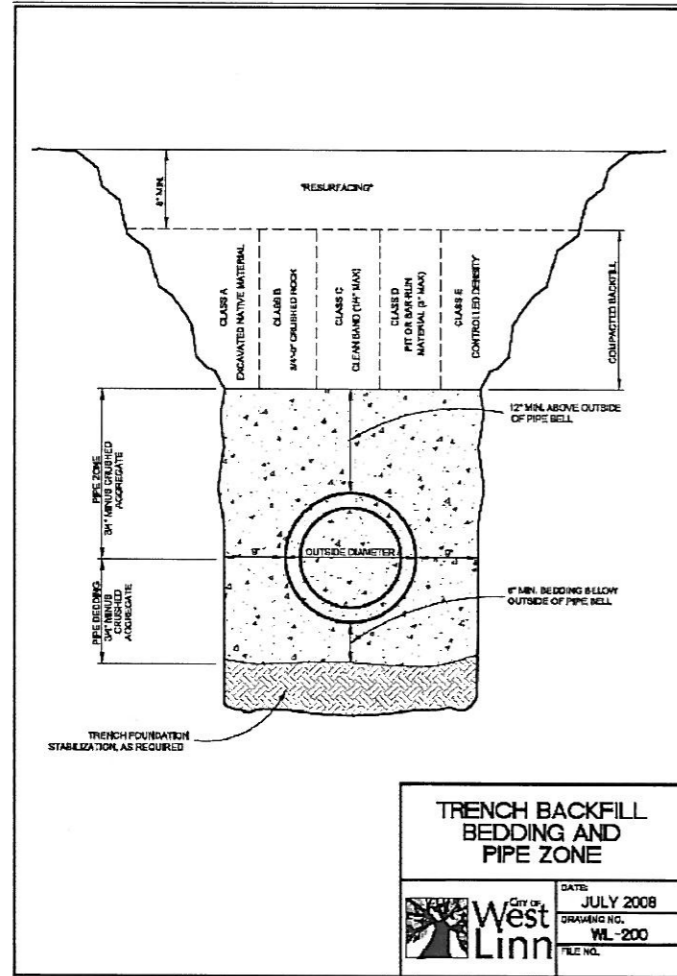 8" MIN.
"RESURFACING"
CLASS A
EXCAVATED NATIVE MATERIAL
CLASS B
3/4"-0" CRUSHED ROCK
CLASS C
CLEAN SAND (1/4" MAX)
CLASS D
PIT OR BAR-RUN
MATERIAL (3" MAX)
CLASS E
CONTROLLED DENSITY
COMPACTED BACKFILL
12" MIN. ABOVE OUTSIDE
OF PIPE BELL
PIPE ZONE
3/4" MINUS CRUSHED
AGGREGATE
9"
OUTSIDE DIAMETER
9"
PIPE BEDDING
3/4" MINUS
CRUSHED
AGGREGATE
6" MIN. BEDDING BELOW
OUTSIDE OF PIPE BELL
TRENCH FOUNDATION
STABILIZATION, AS REQUIRED
TRENCH BACKFILL
BEDDING AND
PIPE ZONE
CITY OF
West
Linn
DATE:
JULY 2008
DRAWING NO.
WL-200
FILE NO.